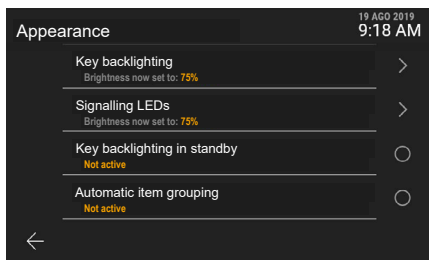 19 AGO 2019
Appearance
9:18 AM
Key backlighting
Brightness now set to: 75%
Signalling LEDs
Brightness now set to: 75%
Key backlighting in standby
Not active
Automatic item grouping
Not active